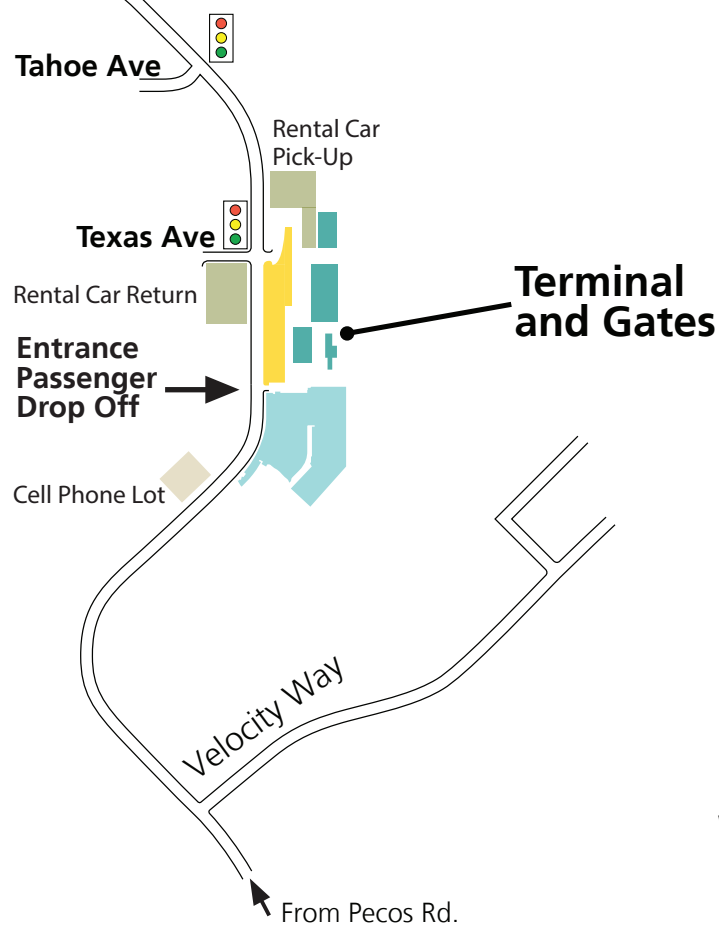 Tahoe Ave
Rental Car
Pick-Up
Texas Ave
Terminal
and Gates
Rental Car Return
Entrance
Passenger
Drop Off
Cell Phone Lot
Velocity Way
From Pecos Rd.